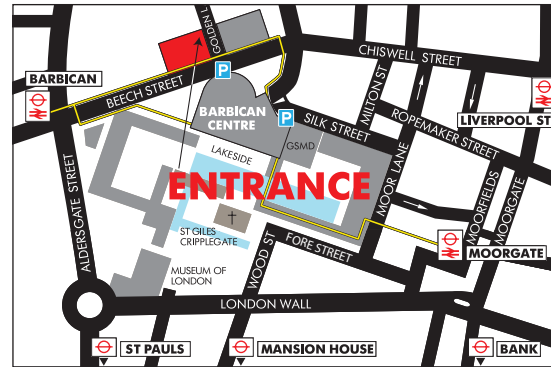 GOLDEN L
CHISWELL STREET
BARBICAN
P
BEECH STREET
MILTON ST
BARBICAN
CENTRE
P
SILK STREET
ROPEMAKER STREET
LIVERPOOL ST
GSMD
LAKESIDE
MOOR LANE
ENTRANCE
ALDERSGATE STREET
MOORFIELDS
MOORGATE
ST GILES
CRIPPLEGATE
WOOD ST
FORE STREET
MOORGATE
MUSEUM OF
LONDON
LONDON WALL
ST PAULS
MANSION HOUSE
BANK